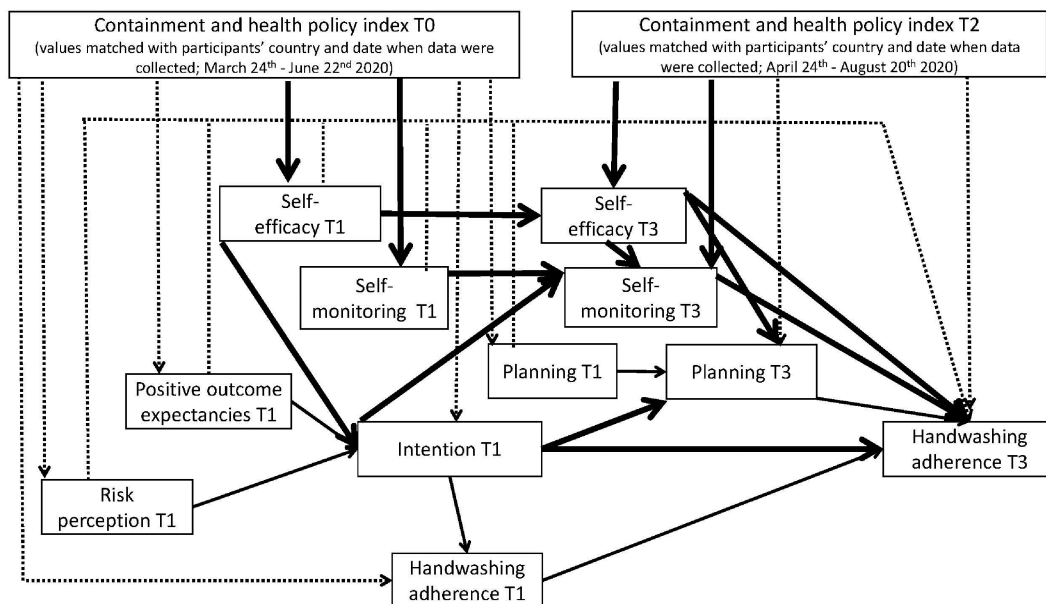 Containment and health policy index T0
(values matched with participants’ country and date when data were
collected; March 24th - June 22nd 2020)
Containment and health policy index T2
(values matched with participants’ country and date when data
were collected; April 24th - August 20th 2020)
Self-
efficacy T1
Self-
efficacy T3
Self-
monitoring T1
Self-
monitoring T3
Planning T1
Planning T3
Positive outcome
expectancies T1
Intention T1
Handwashing
adherence T3
Risk
perception T1
Handwashing
adherence T1